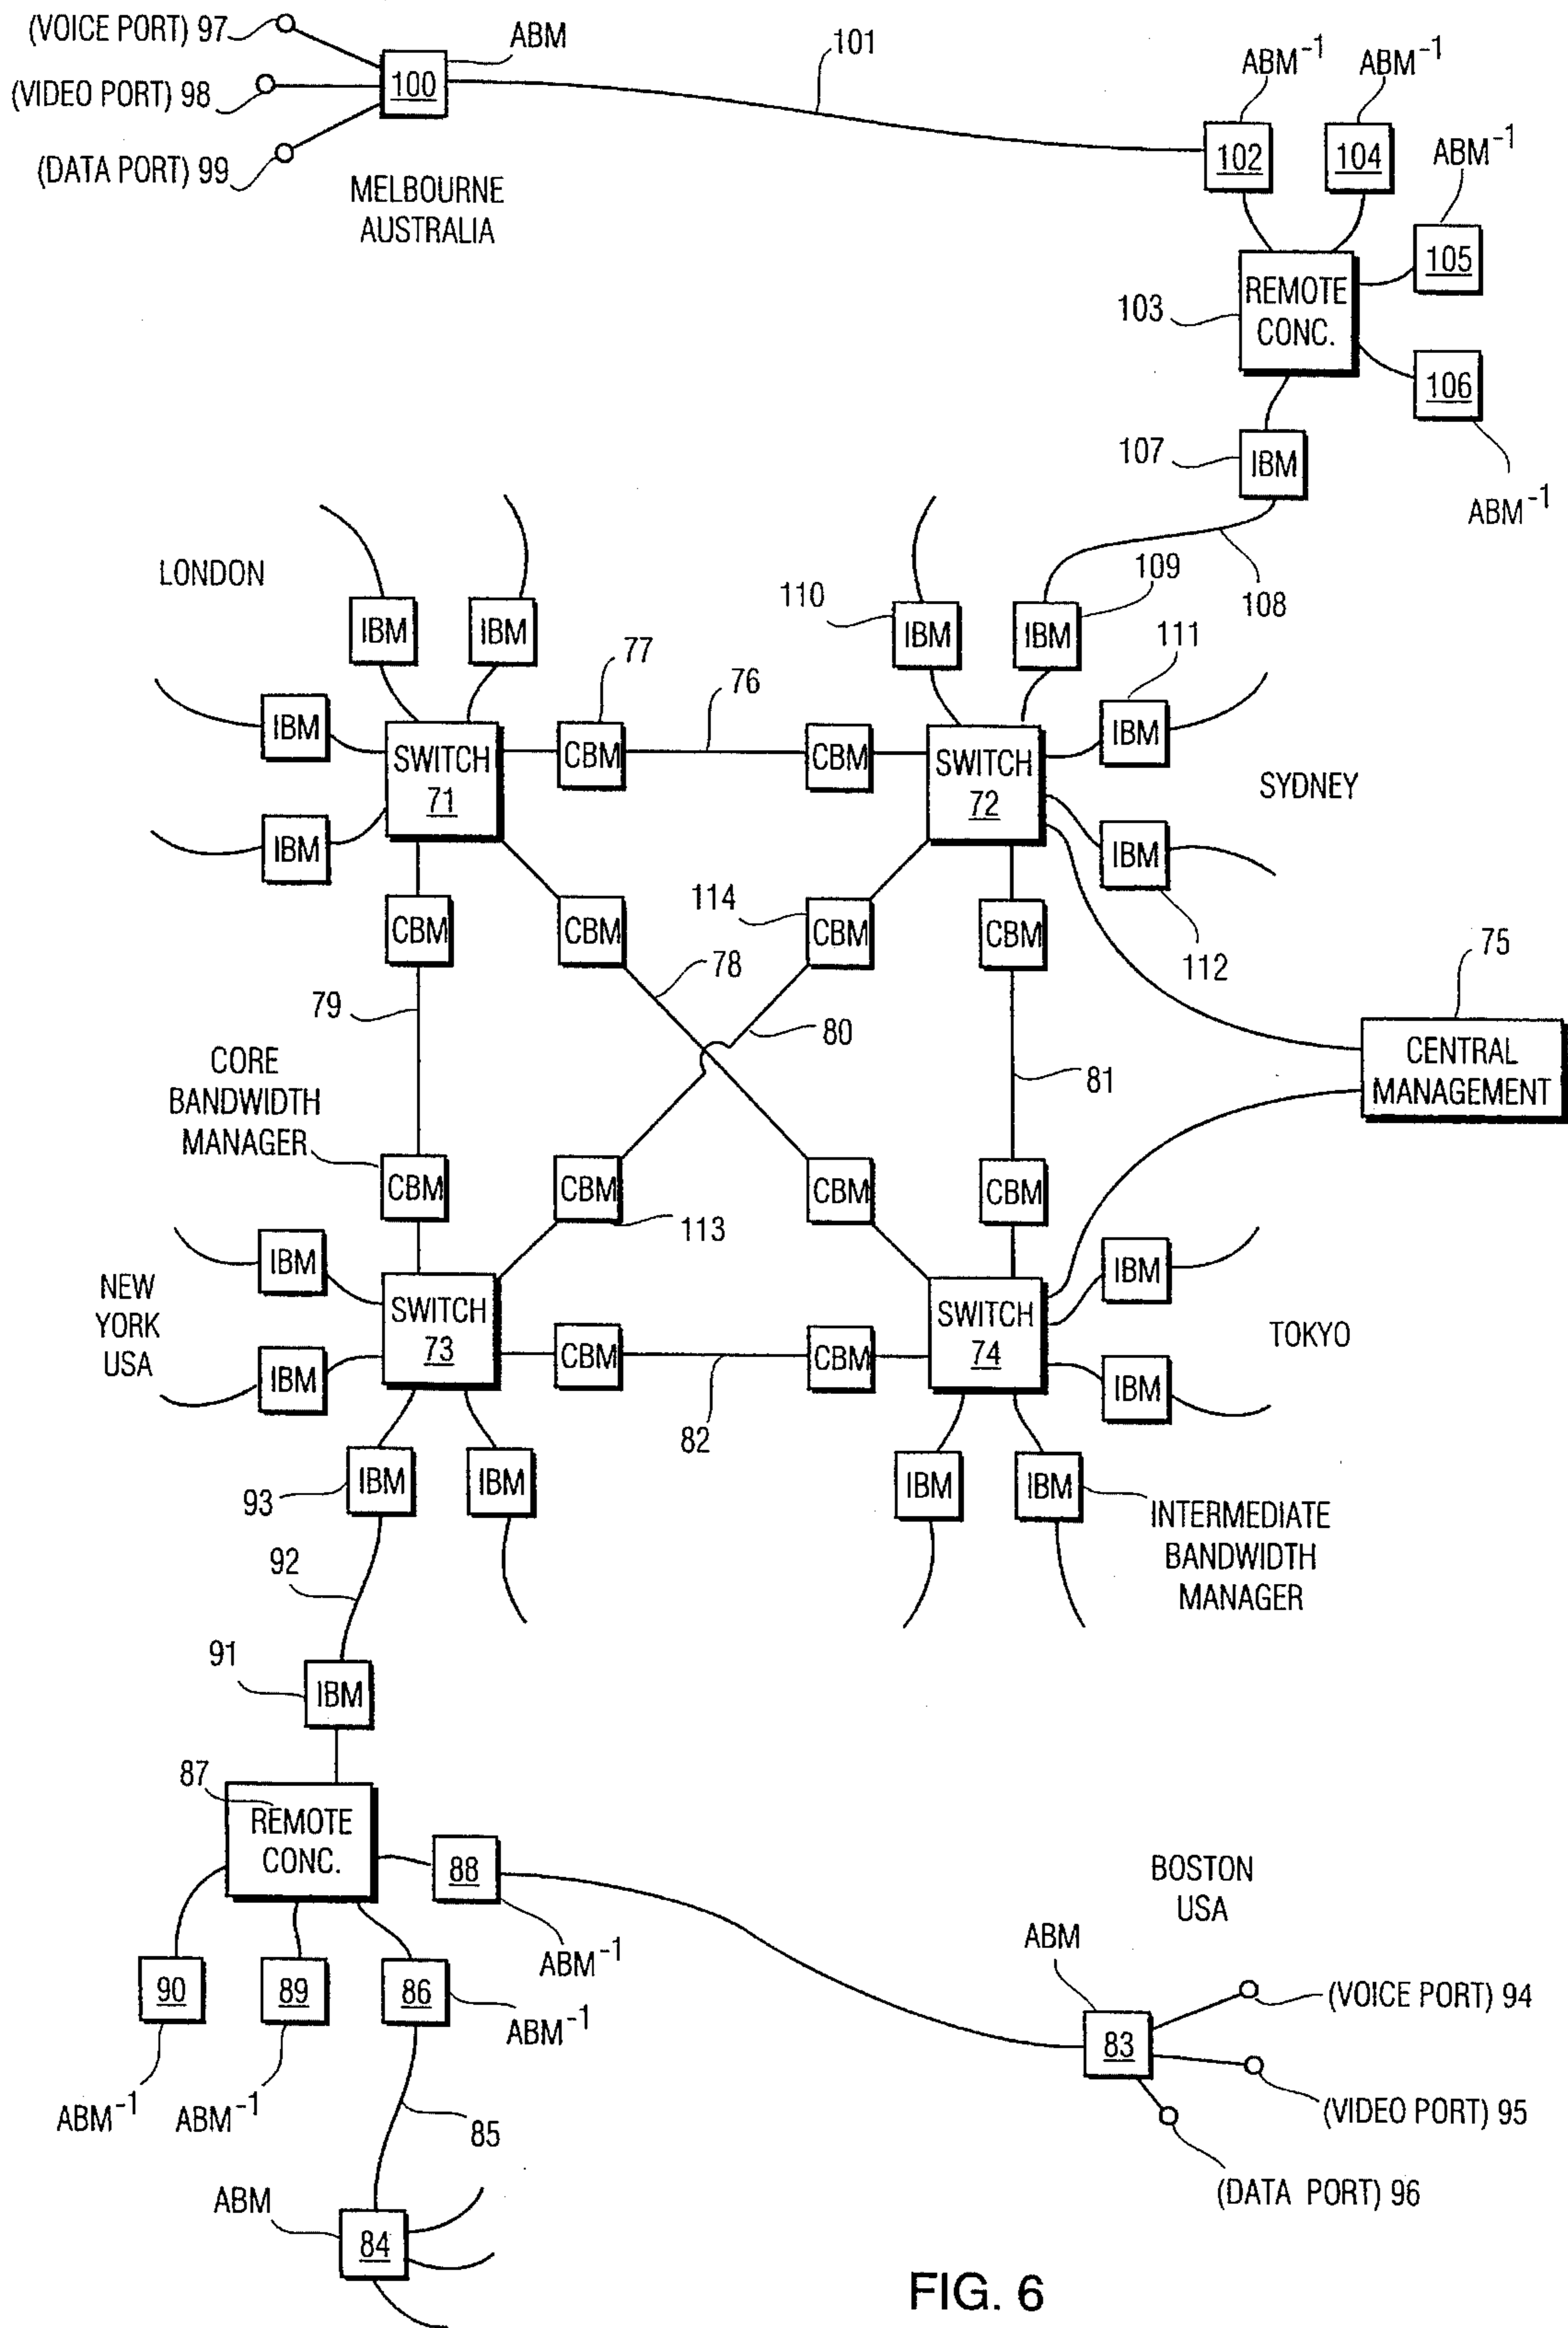 (VOICE PORT) 97
ABM
101
(VIDEO PORT) 98
100
(DATA PORT) 99
MELBOURNE
AUSTRALIA
ABM-1
ABM-1
102
104
ABM-1
105
103
REMOTE
CONC.
106
ABM-1
107
IBM
108
LONDON
110
109
IBM
IBM
IBM
IBM
77
76
111
IBM
SWITCH
71
CBM
CBM
SWITCH
72
IBM
SYDNEY
IBM
IBM
112
CBM
CBM
114
CBM
CBM
78
79
80
81
75
CENTRAL
MANAGEMENT
CORE
BANDWIDTH
MANAGER
CBM
CBM
113
CBM
CBM
NEW
YORK
USA
IBM
IBM
SWITCH
73
CBM
CBM
82
SWITCH
74
IBM
IBM
TOKYO
93
IBM
IBM
IBM
IBM
INTERMEDIATE
BANDWIDTH
MANAGER
92
91
IBM
87
REMOTE
CONC.
88
ABM-1
90
ABM-1
89
ABM-1
86
ABM-1
85
ABM
84
BOSTON
USA
ABM
83
(VOICE PORT) 94
(VIDEO PORT) 95
(DATA PORT) 96
FIG. 6